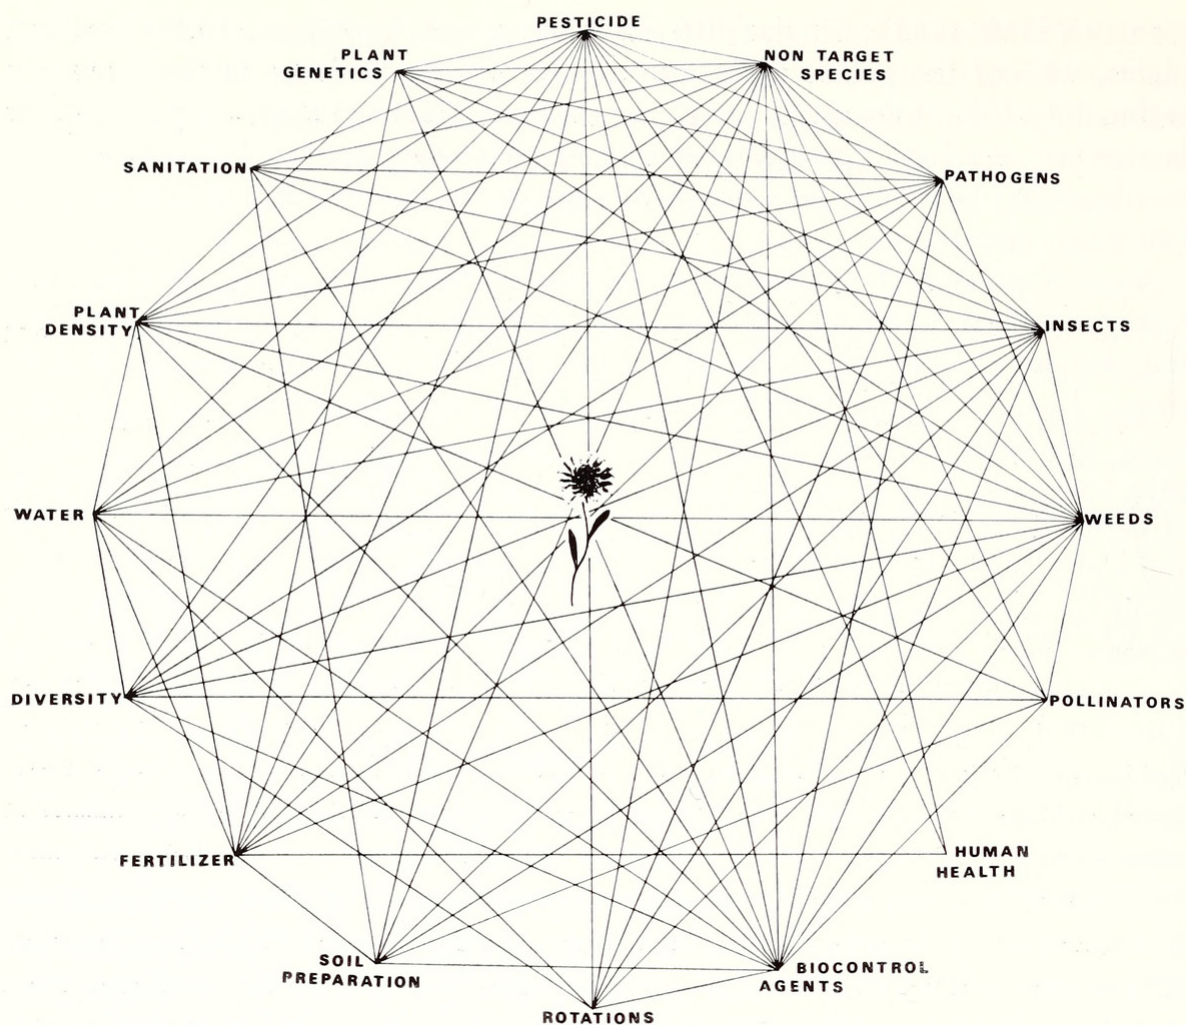 PESTICIDE
PLANT
GENETICS
NON TARGET
SPECIES
SANITATION
PATHOGENS
PLANT
DENSITY
INSECTS
WATER
WEEDS
DIVERSITY
POLLINATORS
FERTILIZER
HUMAN
HEALTH
SOIL
PREPARATION
BIOCONTROL
AGENTS
ROTATIONS